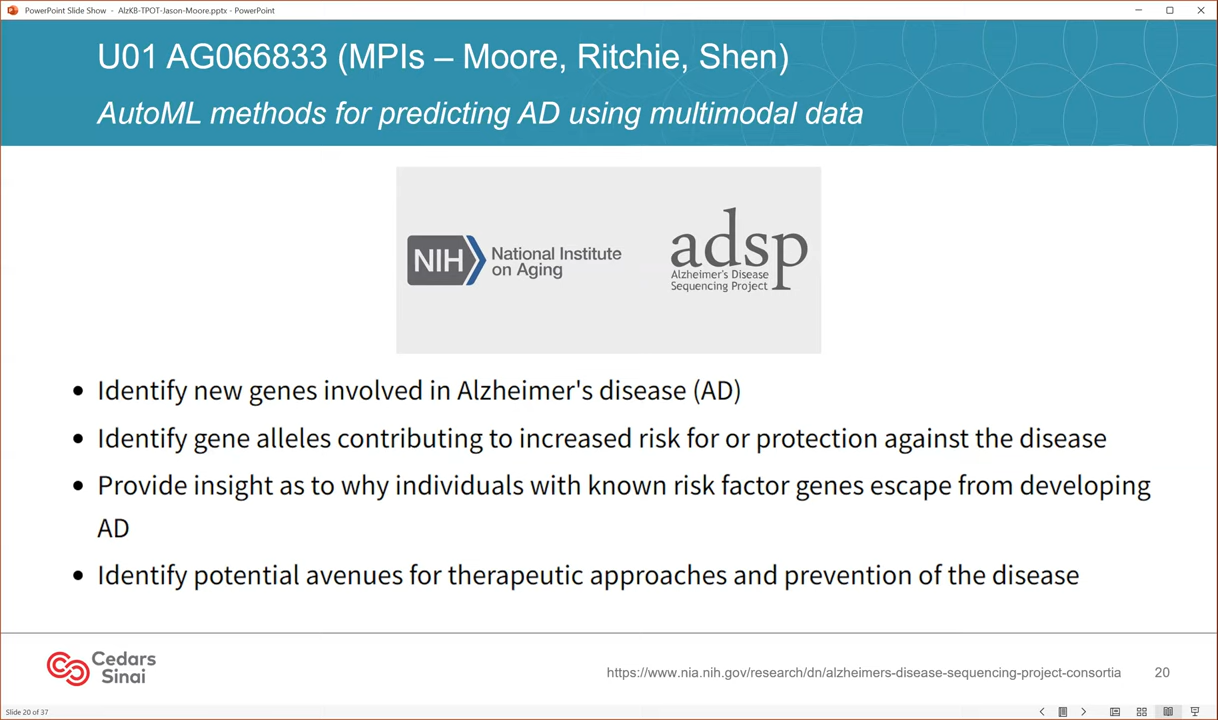 PowerPoint Slide Show - AlzKB-TPOT-Jason-Moore.pptx - PowerPoint
U01 AG066833 (MPIs – Moore, Ritchie, Shen)
AutoML methods for predicting AD using multimodal data
NIH
National Institute
on Aging
adsp
Alzheimer's Disease
Sequencing Project
• Identify new genes involved in Alzheimer's disease (AD)
• Identify gene alleles contributing to increased risk for or protection against the disease
• Provide insight as to why individuals with known risk factor genes escape from developing
AD
• Identify potential avenues for therapeutic approaches and prevention of the disease
Cedars
Sinai
https://www.nia.nih.gov/research/dn/alzheimers-disease-sequencing-project-consortia
20
Slide 20 of 37